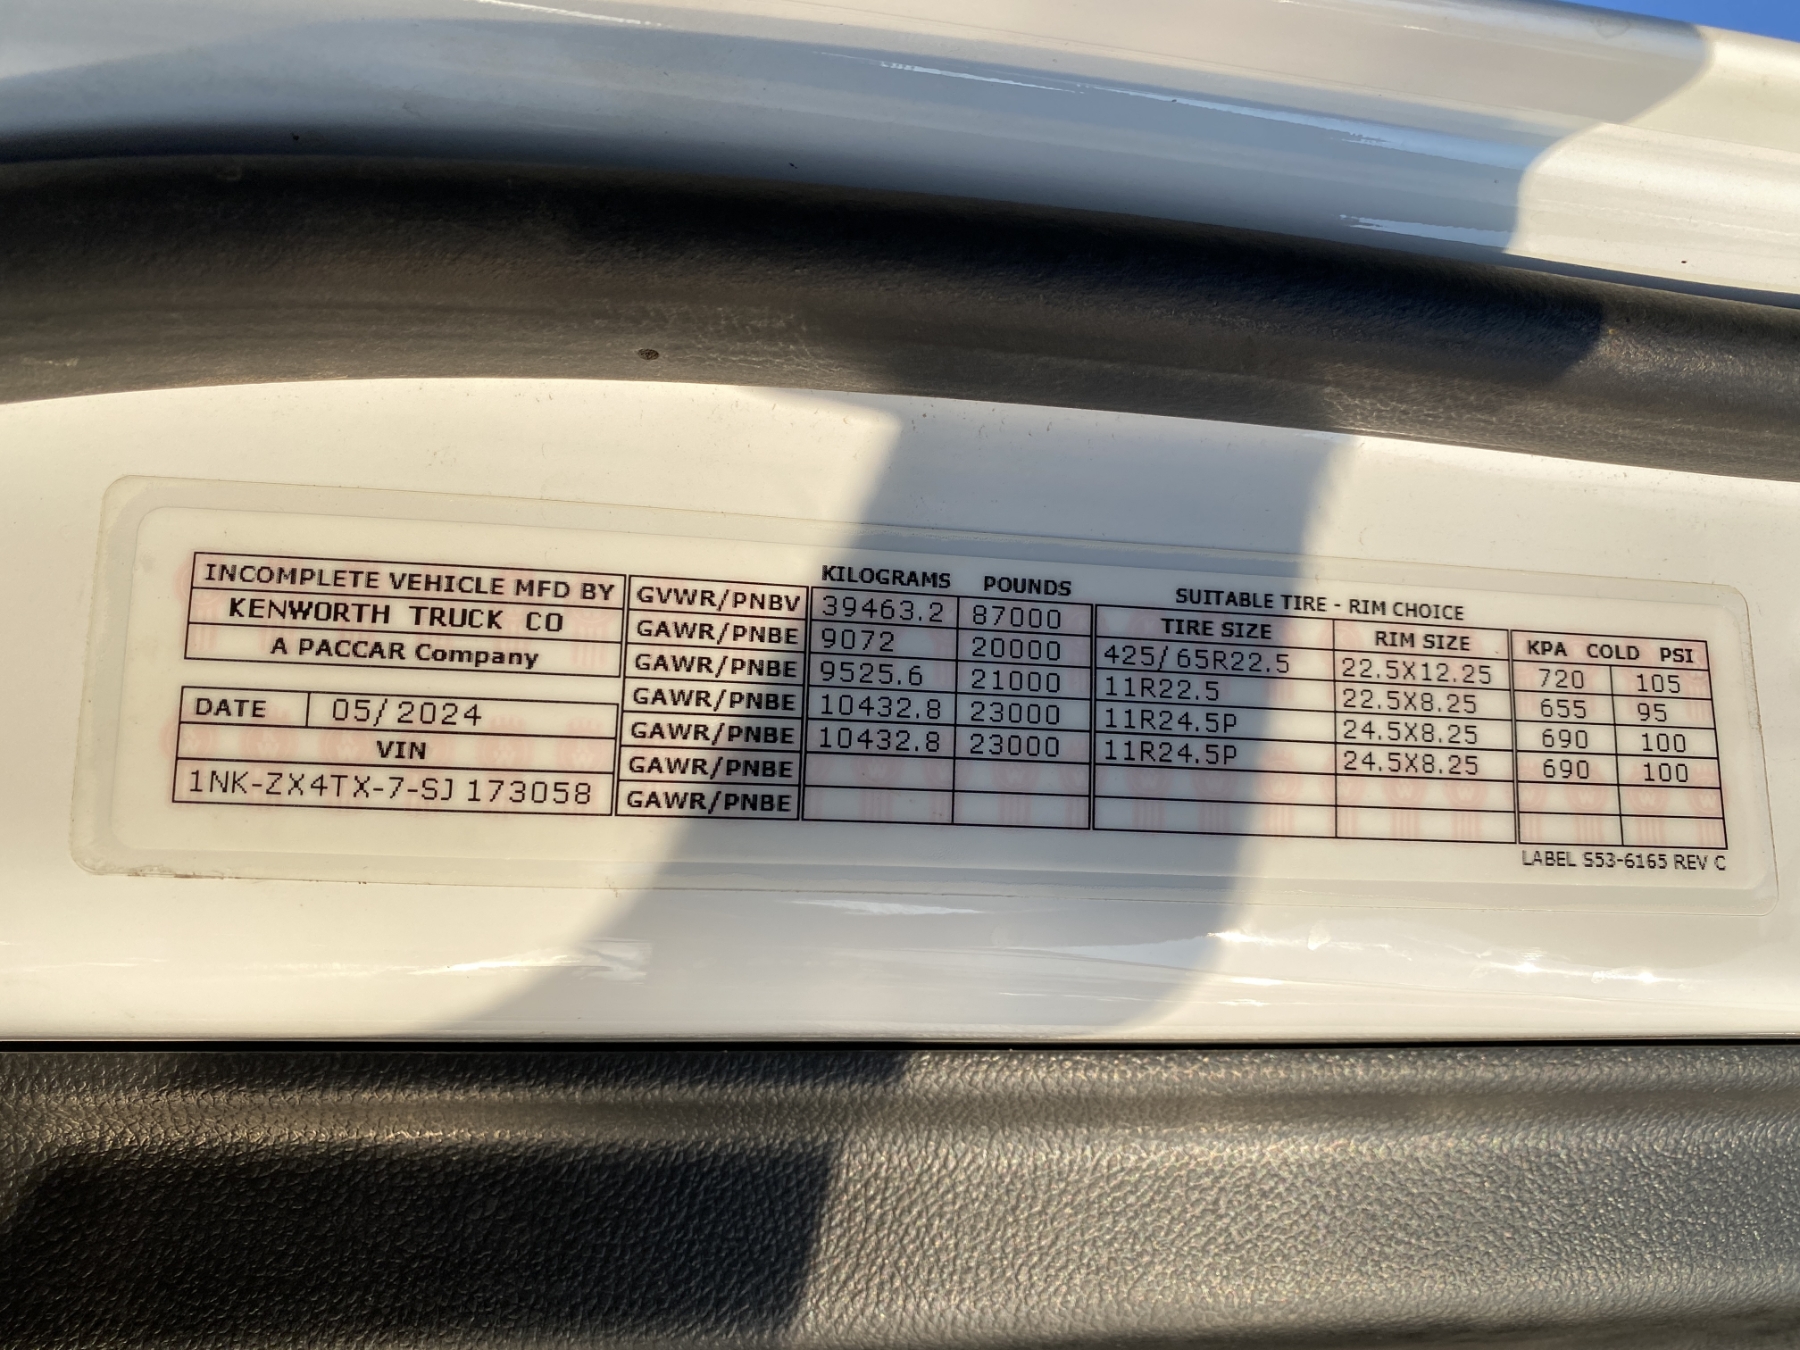 INCOMPLETE VEHICLE MFD BY
KENWORTH TRUCK CO
A PACCAR Company
DATE 05/2024
VIN
1NK-ZX4TX-7-SJ173058
KILOGRAMS POUNDS
GVWR/PNBV 39463.2 87000
GAWR/PNBE 9072 20000
GAWR/PNBE 9525.6 21000
GAWR/PNBE 10432.8 23000
GAWR/PNBE 10432.8 23000
GAWR/PNBE
GAWR/PNBE
SUITABLE TIRE - RIM CHOICE
TIRE SIZE RIM SIZE KPA COLD PSI
425/65R22.5 22.5X12.25 720 105
11R22.5 22.5X8.25 655 95
11R24.5P 24.5X8.25 690 100
11R24.5P 24.5X8.25 690 100
LABEL S53-6165 REV C